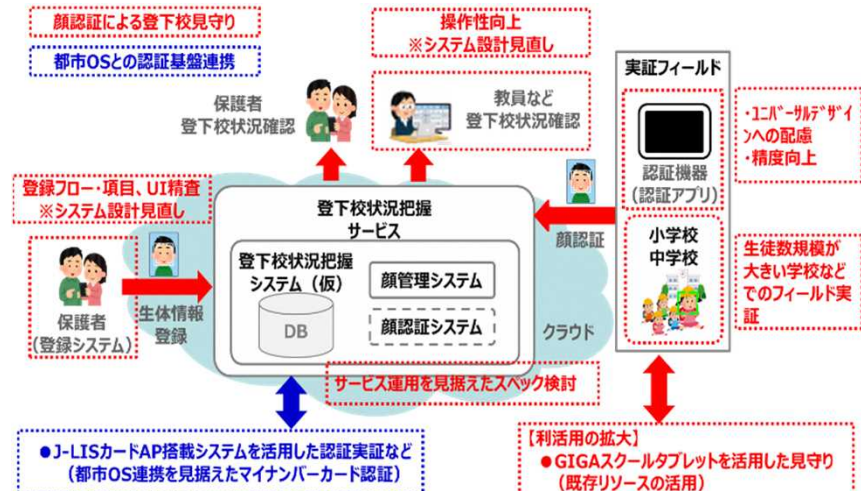 顔認証による登下校見守り
都市OSとの認証基盤連携
操作性向上
※システム設計見直し
保護者
登下校状況確認
教員など
登下校状況確認
実証フィールド
認証機器
(認証アプリ)
・ユニバーサルデザイ
ンへの配慮
・精度向上
登録フロー・項目、UI精査
※システム設計見直し
保護者
(登録システム)
生体情報
登録
登下校状況把握
サービス
登下校状況把握
システム（仮）
DB
顔管理システム
顔認証システム
クラウド
顔認証
小学校
中学校
生徒数規模が
大きい学校など
でのフィールド実
証
サービス運用を見据えたスペック検討
●J-LISカードAP搭載システムを活用した認証実証など
（都市OS連携を見据えたマイナンバーカード認証）
【利活用の拡大】
●GIGAスクールタブレットを活用した見守り
（既存リソースの活用）